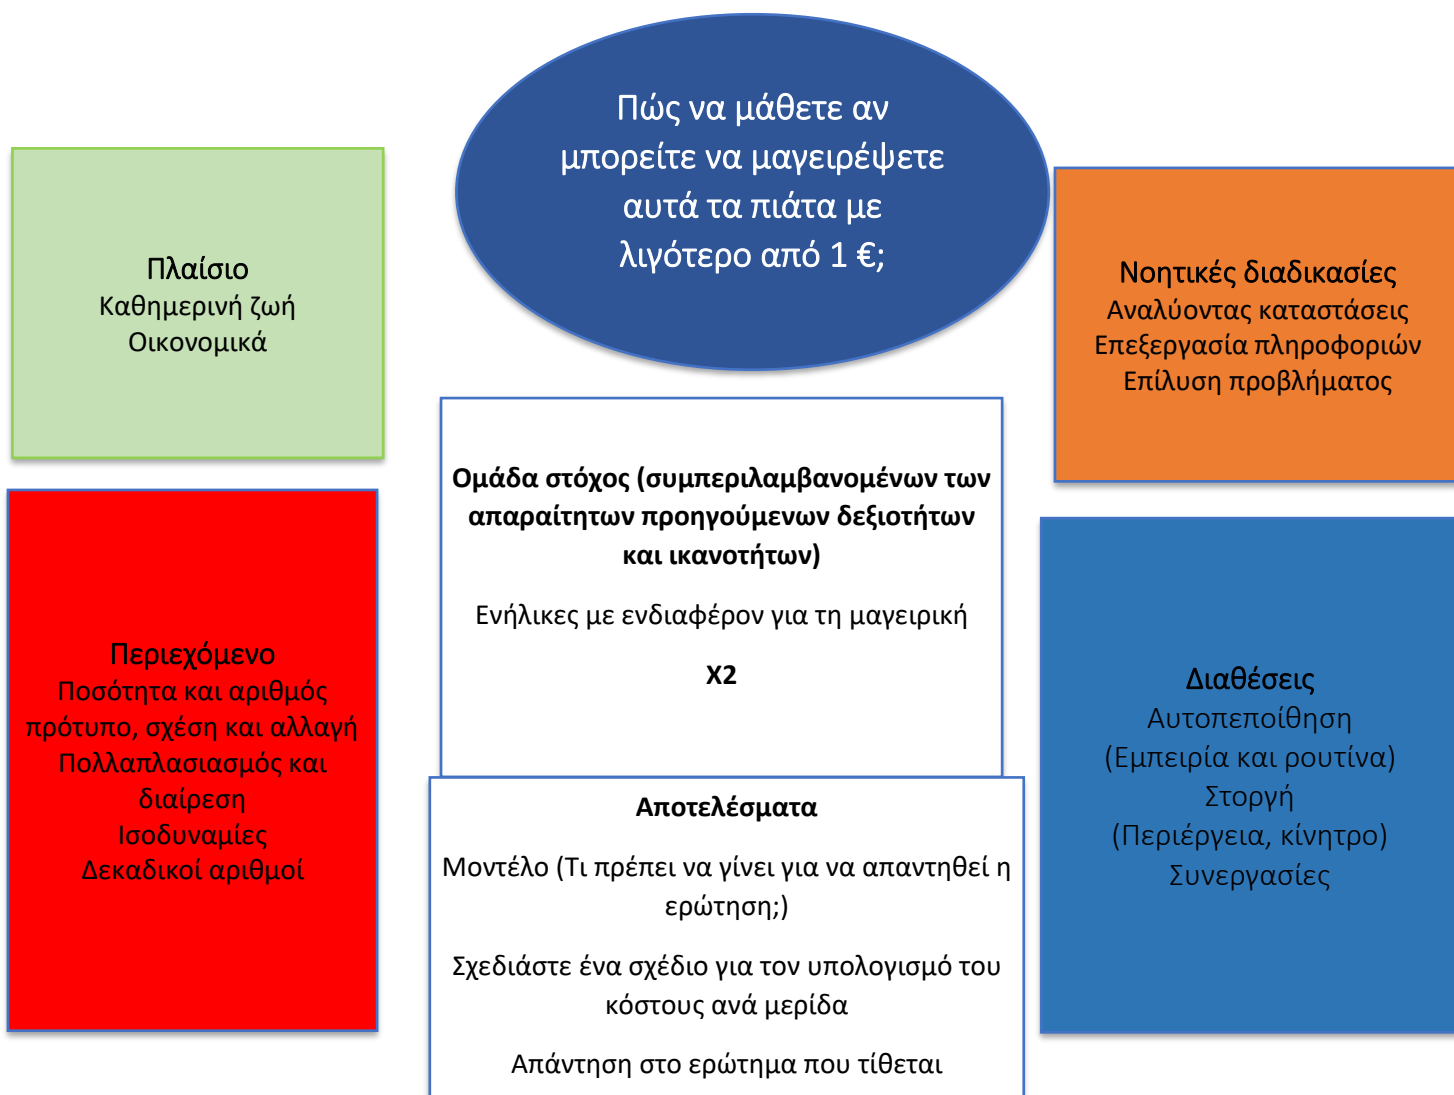 Πώς να μάθετε αν
μπορείτε να μαγειρέψετε
αυτά τα πιάτα με
λιγότερο από 1 €;
Πλαίσιο
Καθημερινή ζωή
Οικονομικά
Νοητικές διαδικασίες
Αναλύοντας καταστάσεις
Επεξεργασία πληροφοριών
Επίλυση προβλήματος
Ομάδα στόχος (συμπεριλαμβανομένων των
απαραίτητων προηγούμενων δεξιοτήτων
και ικανοτήτων)
Ενήλικες με ενδιαφέρον για τη μαγειρική
X2
Περιεχόμενο
Ποσότητα και αριθμός
πρότυπο, σχέση και αλλαγή
Πολλαπλασιασμός και
διαίρεση
Ισοδυναμίες
Δεκαδικοί αριθμοί
Διαθέσεις
Αυτοπεποίθηση
(Εμπειρία και ρουτίνα)
Στοργή
(Περιέργεια, κίνητρο)
Συνεργασίες
Αποτελέσματα
Μοντέλο (Τι πρέπει να γίνει για να απαντηθεί η
ερώτηση;)
Σχεδιάστε ένα σχέδιο για τον υπολογισμό του
κόστους ανά μερίδα
Απάντηση στο ερώτημα που τίθεται